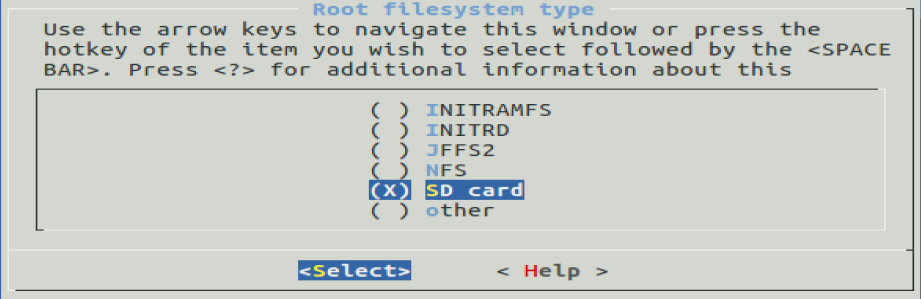 Root filesystem type
Use the arrow keys to navigate this window or press the
hotkey of the item you wish to select followed by the <SPACE
BAR>. Press <?> for additional information about this
( ) INITRAMFS
( ) INITRD
( ) JFFS2
( ) NFS
(X) SD card
( ) other
<Select> < Help >